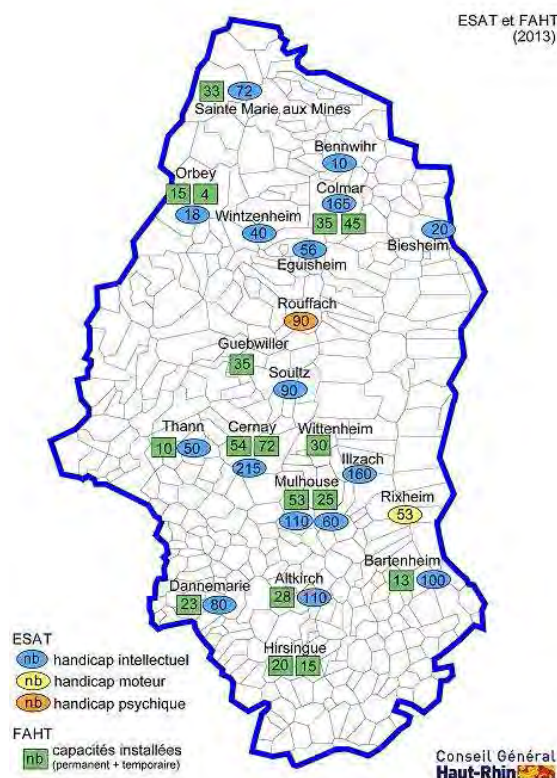 ESAT et FAHT
(2013)
33 72
Sainte Marie aux Mines
Bennwihr
10
Orbey
15 4
18
Colmar
165
35 45
Wintzenheim
40
20
Biesheim
56
Eguisheim
Rouffach
90
Guebwiller
35
Soultz
90
Thann
10 50
Cernay
54 72
215
Wittenheim
30
Illzach
160
Mulhouse
53 25
110 60
Rixheim
53
Bartenheim
13 100
Dannemarie
23 80
Altkirch
28 110
Hirsingue
20 15
ESAT
nb handicap intellectuel
nb handicap moteur
nb handicap psychique
FAHT
nb capacités installées
(permanent + temporaire)
Conseil Général
Haut-Rhin